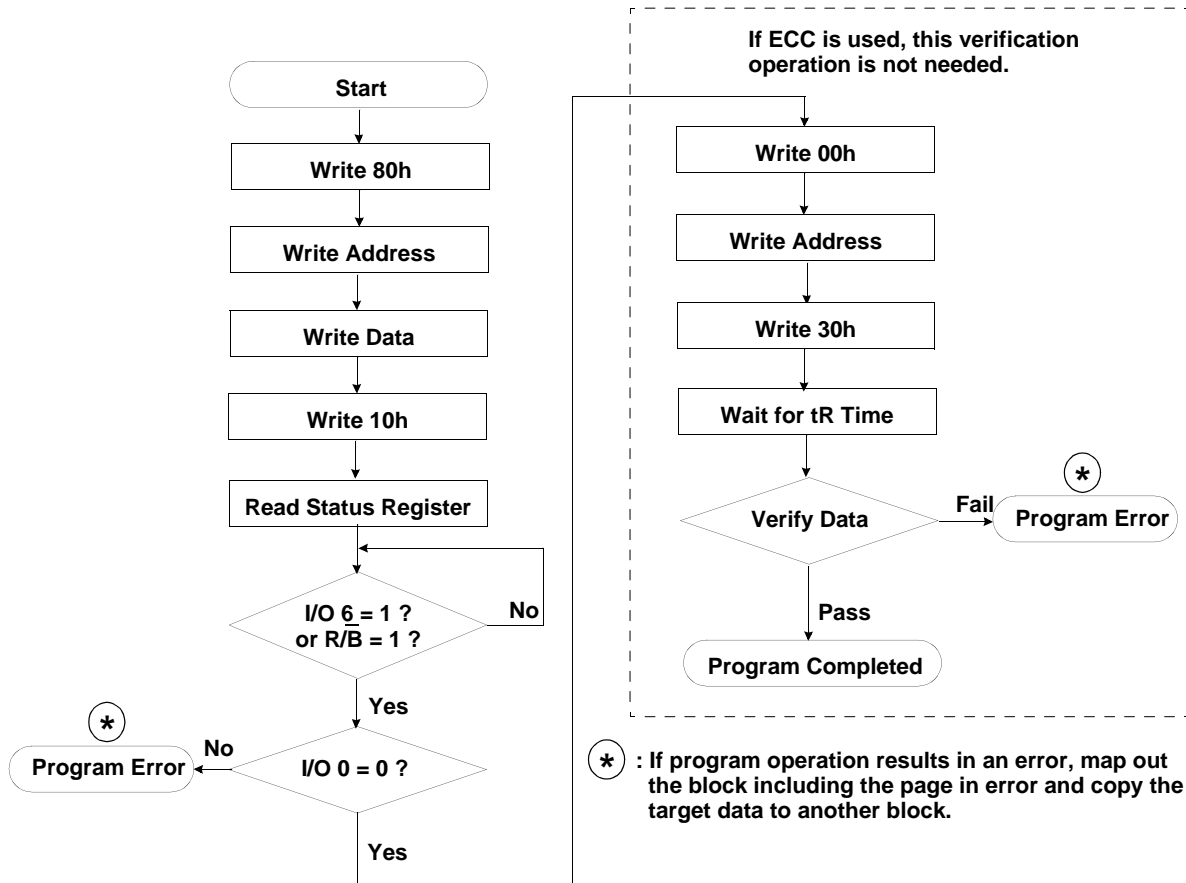 Start
Write 80h
Write Address
Write Data
Write 10h
Read Status Register
I/O 6 = 1 ?
or R/B̅ = 1 ?
No
Yes
*
No
Program Error
I/O 0 = 0 ?
Yes
If ECC is used, this verification
operation is not needed.
Write 00h
Write Address
Write 30h
Wait for tR Time
Verify Data
Fail
*
Program Error
Pass
Program Completed
* : If program operation results in an error, map out
the block including the page in error and copy the
target data to another block.